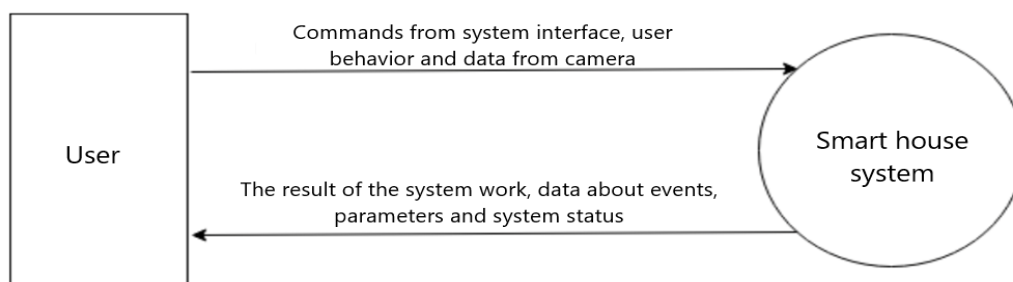 Commands from system interface, user
behavior and data from camera
User
Smart house
system
The result of the system work, data about events,
parameters and system status